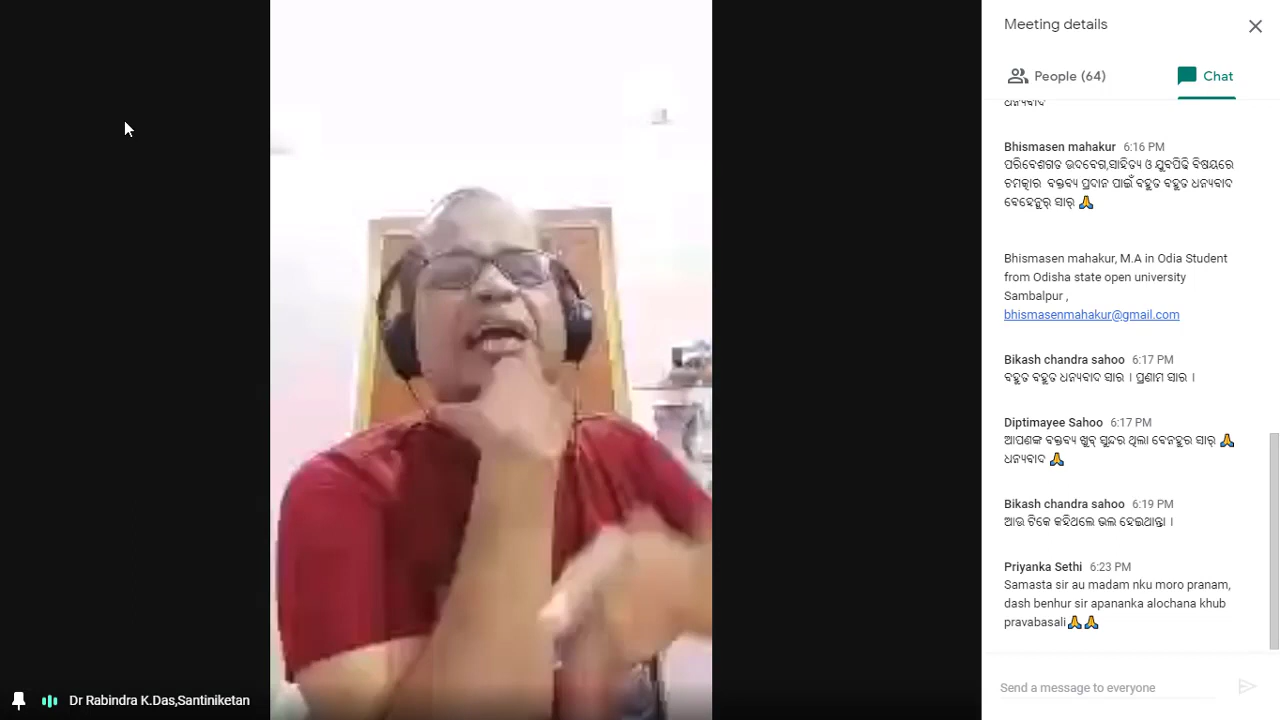 Meeting details
People (64)
Chat
ଧନ୍ୟବାଦ
Bhismasen mahakur 6:16 PM
ପରିବେଶଗତ ଉଦବେଗ,ସାହିତ୍ୟ ଓ ଯୁବପିଢି ବିଷୟରେ
ଚମତ୍କାର ବକ୍ତବ୍ୟ ପ୍ରଦାନ ପାଇଁ ବହୁତ ବହୁତ ଧନ୍ୟବାଦ
ବେହେନୁର୍ ସାର୍ 🙏
Bhismasen mahakur, M.A in Odia Student
from Odisha state open university
Sambalpur ,
bhismasenmahakur@gmail.com
Bikash chandra sahoo 6:17 PM
ବହୁତ ବହୁତ ଧନ୍ୟବାଦ ସାର । ପ୍ରଣାମ ସାର ।
Diptimayee Sahoo 6:17 PM
ଆପଣଙ୍କ ବକ୍ତବ୍ୟ ଖୁବ୍ ସୁନ୍ଦର ଥିଲା ବେନହୁର ସାର୍ 🙏
ଧନ୍ୟବାଦ 🙏
Bikash chandra sahoo 6:19 PM
ଆଉ ଟିକେ କହିଥଲେ ଭଲ ହେଇଥାନ୍ତା ।
Priyanka Sethi 6:23 PM
Samasta sir au madam nku moro pranam,
dash benhur sir apananka alochana khub
pravabasali🙏🙏
Dr Rabindra K.Das,Santiniketan
Send a message to everyone